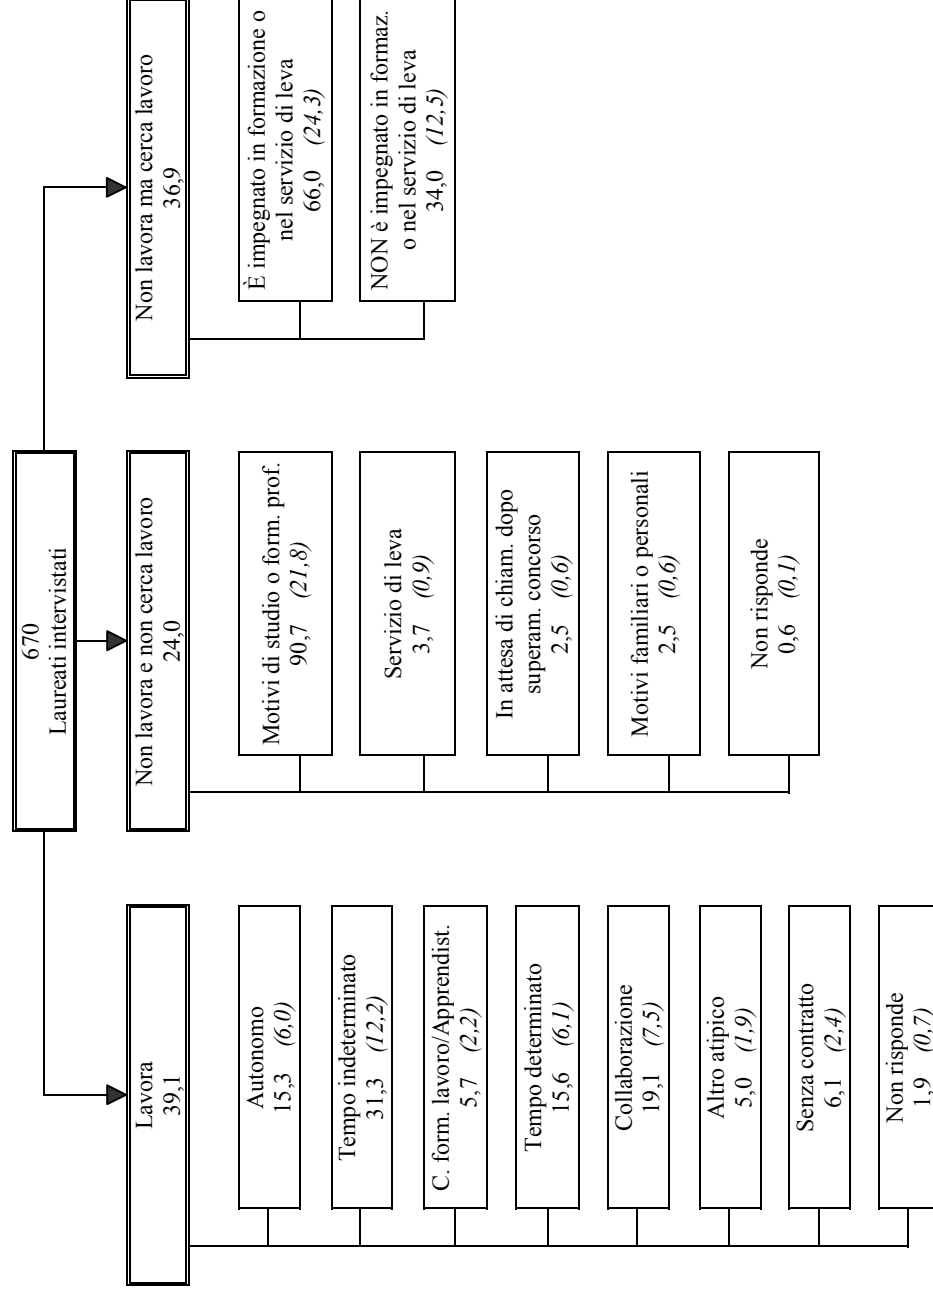 670
Laureati intervistati
Lavora
39,1
Autonomo
15,3 (6,0)
Tempo indeterminato
31,3 (12,2)
C. form. lavoro/Apprendist.
5,7 (2,2)
Tempo determinato
15,6 (6,1)
Collaborazione
19,1 (7,5)
Altro atipico
5,0 (1,9)
Senza contratto
6,1 (2,4)
Non risponde
1,9 (0,7)
Non lavora e non cerca lavoro
24,0
Motivi di studio o form. prof.
90,7 (21,8)
Servizio di leva
3,7 (0,9)
In attesa di chiam. dopo
superam. concorso
2,5 (0,6)
Motivi familiari o personali
2,5 (0,6)
Non risponde
0,6 (0,1)
Non lavora ma cerca lavoro
36,9
È impegnato in formazione o
nel servizio di leva
66,0 (24,3)
NON è impegnato in formaz.
o nel servizio di leva
34,0 (12,5)